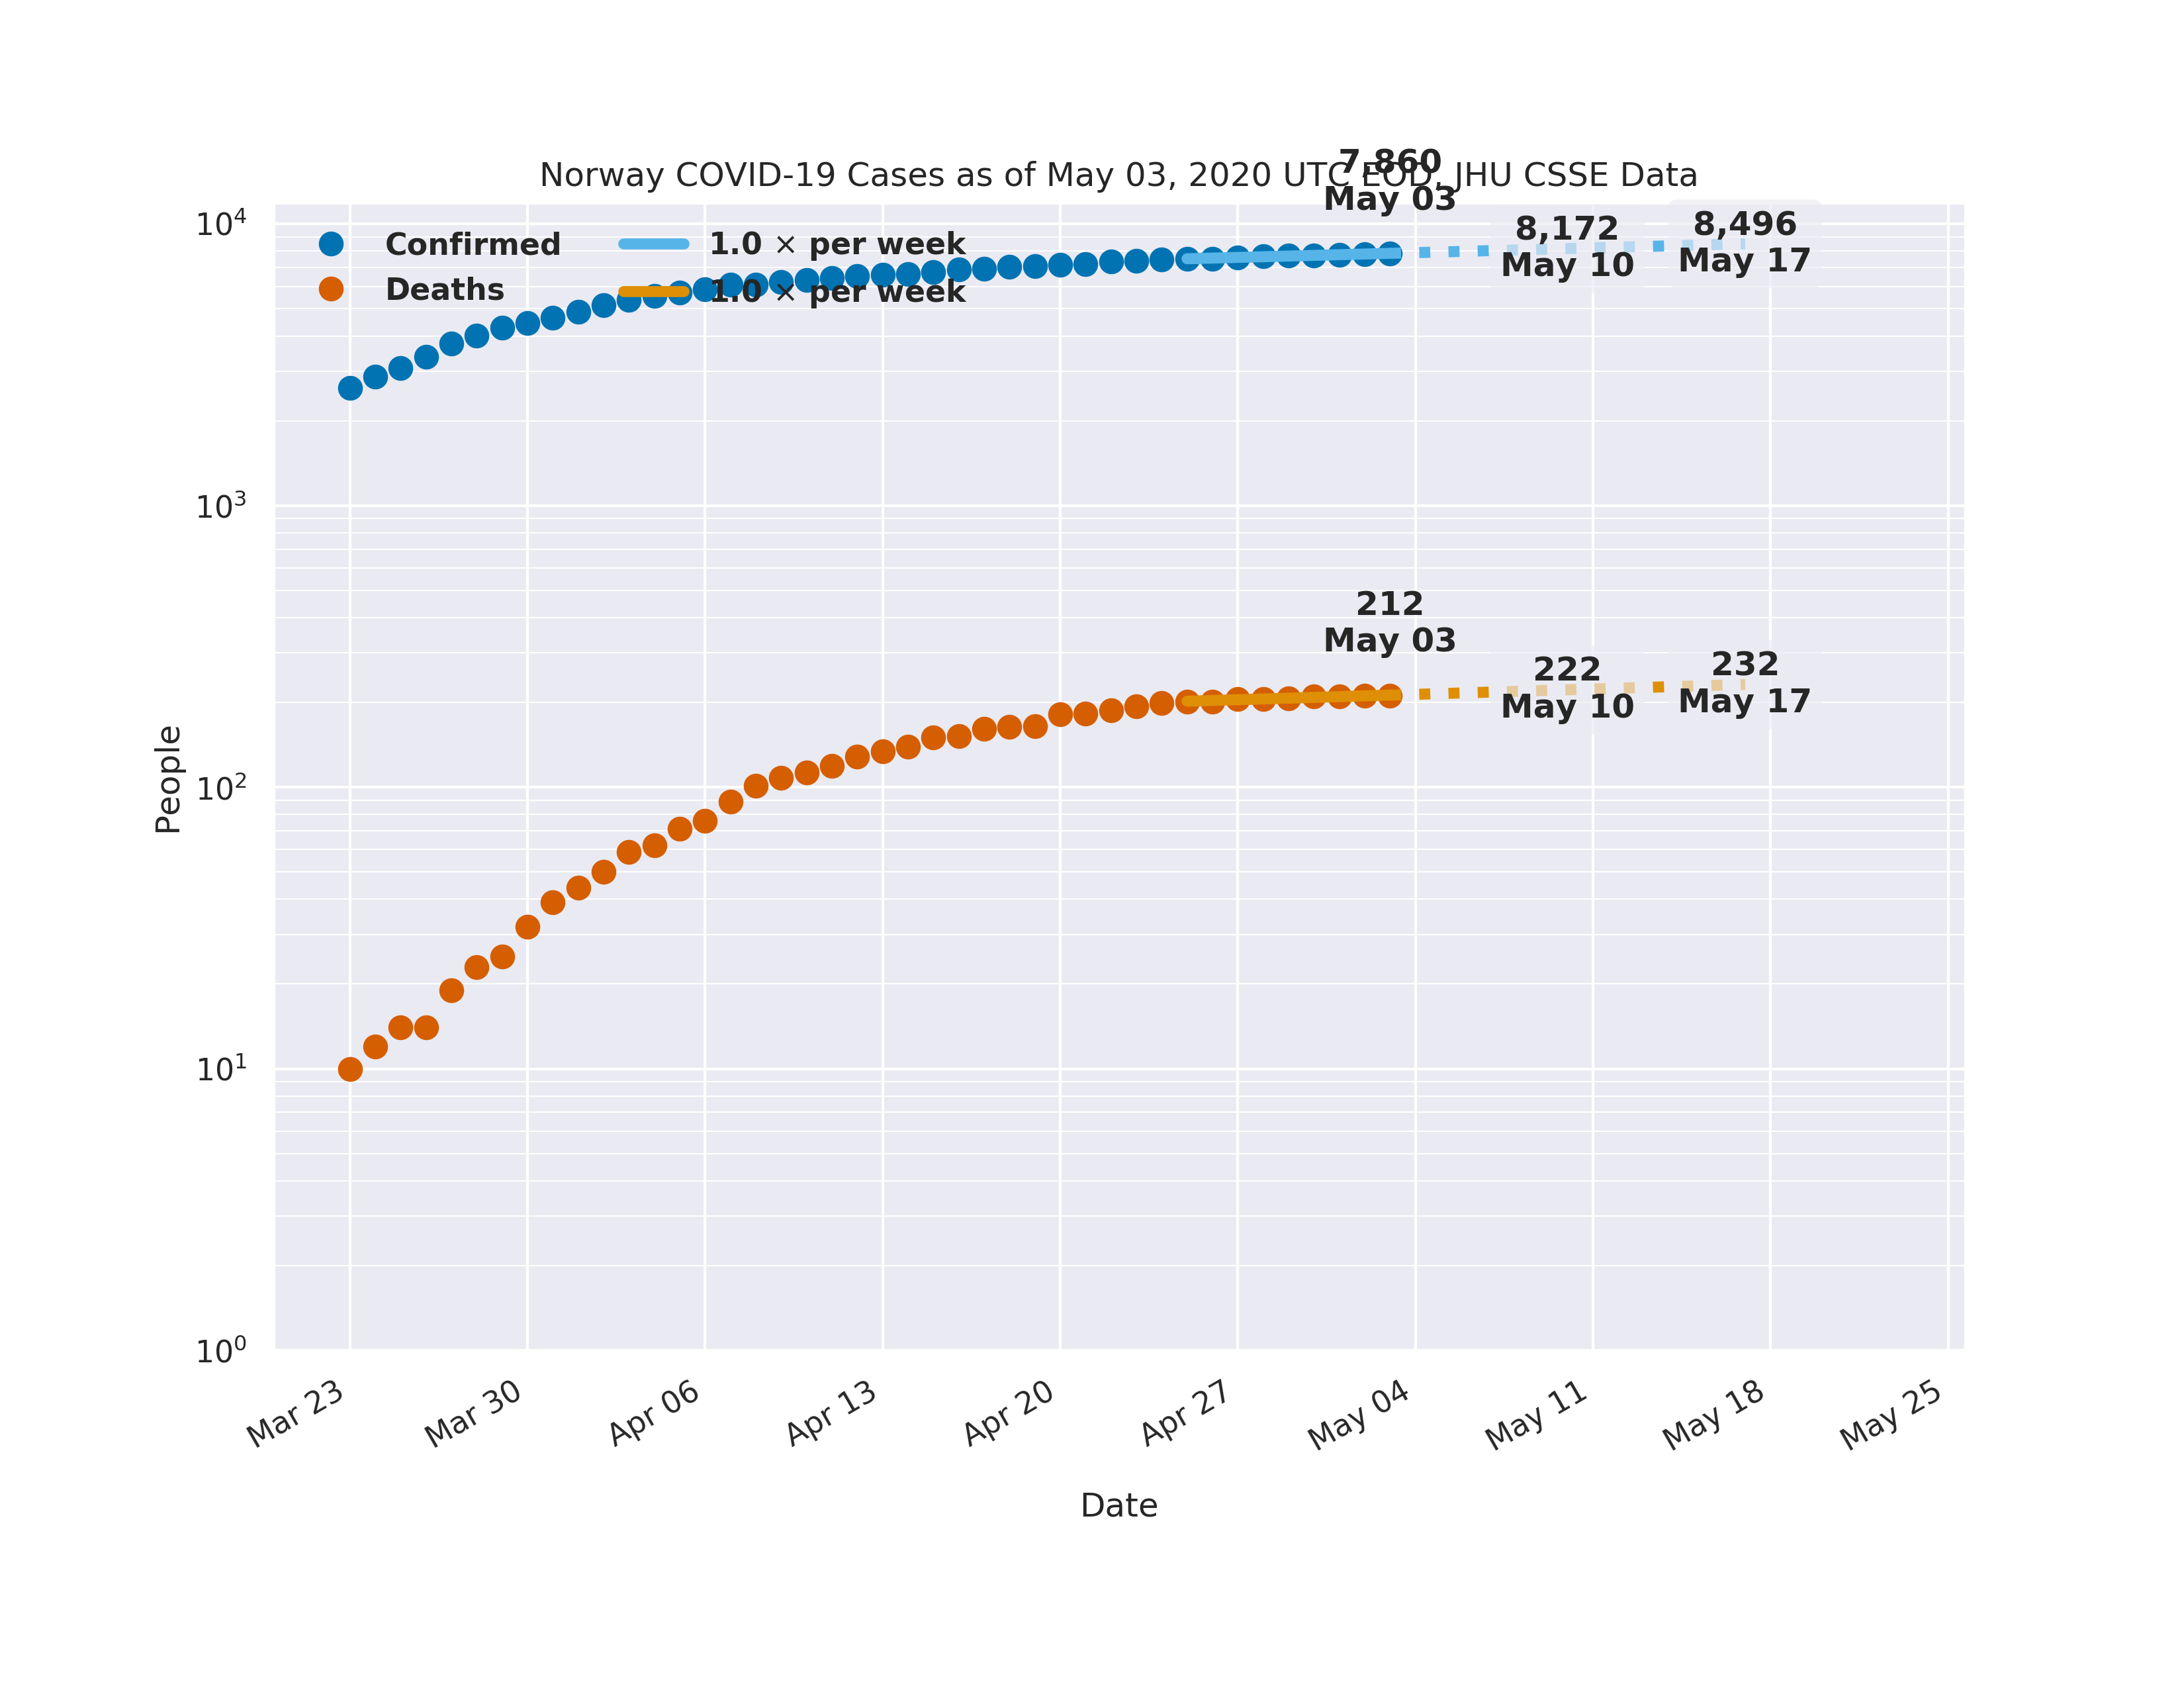 Norway COVID-19 Cases as of May 03, 2020 UTC EOD, JHU CSSE Data
7,860
May 03
8,172
May 10
8,496
May 17
Confirmed
Deaths
1.0 × per week
1.0 × per week
212
May 03
222
May 10
232
May 17
People
10⁴
10³
10²
10¹
10⁰
Mar 23
Mar 30
Apr 06
Apr 13
Apr 20
Apr 27
May 04
May 11
May 18
May 25
Date